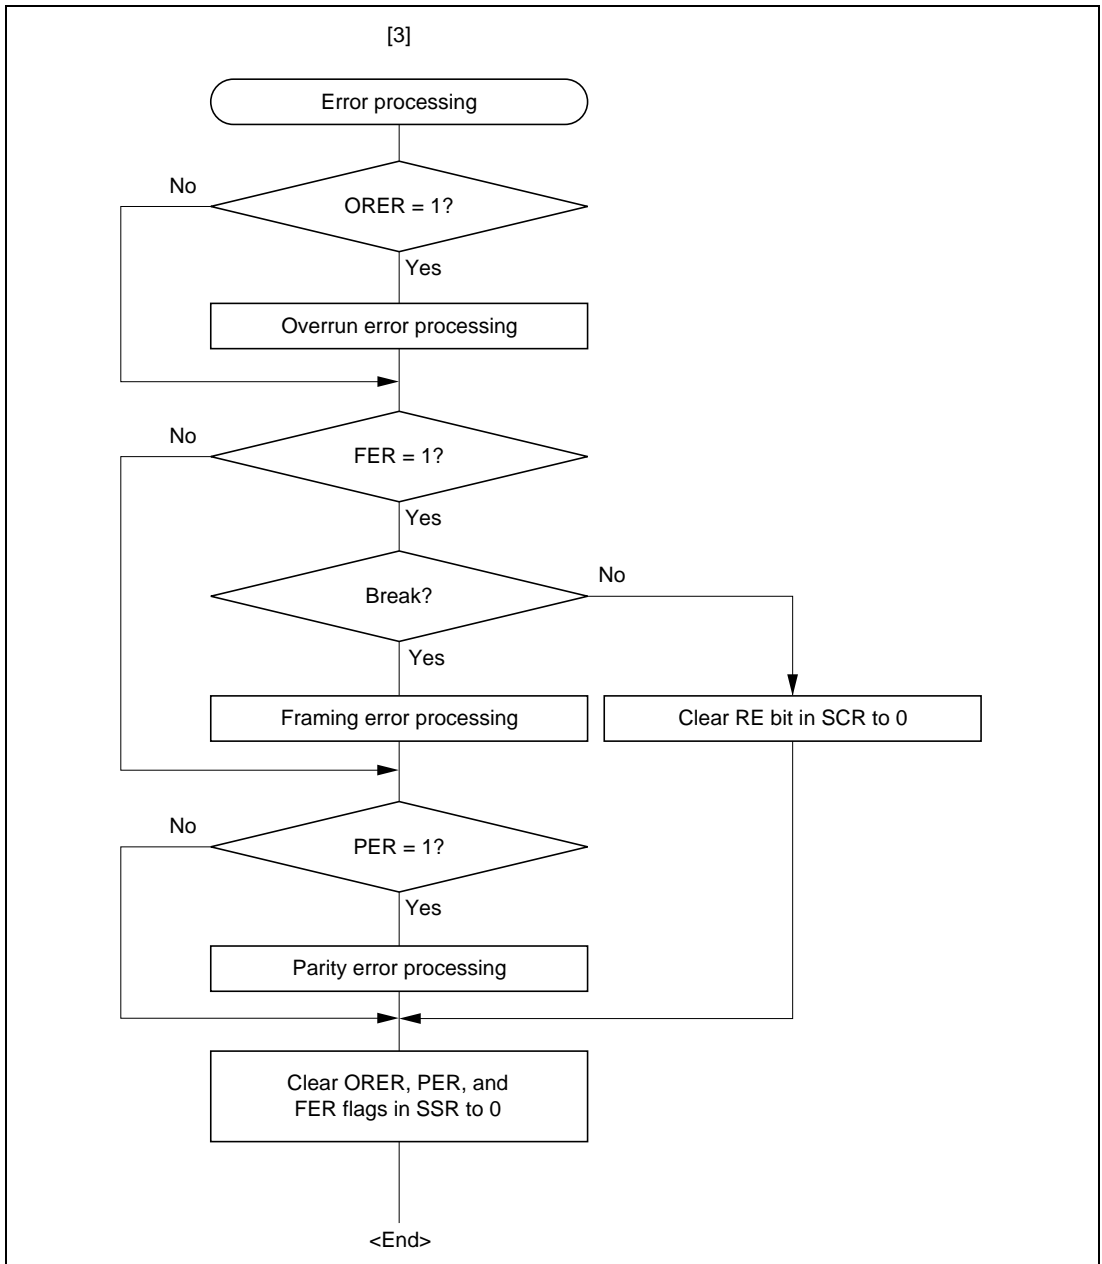 [3]
Error processing
No
ORER = 1?
Yes
Overrun error processing
No
FER = 1?
Yes
No
Break?
Yes
Framing error processing
Clear RE bit in SCR to 0
No
PER = 1?
Yes
Parity error processing
Clear ORER, PER, and
FER flags in SSR to 0
<End>